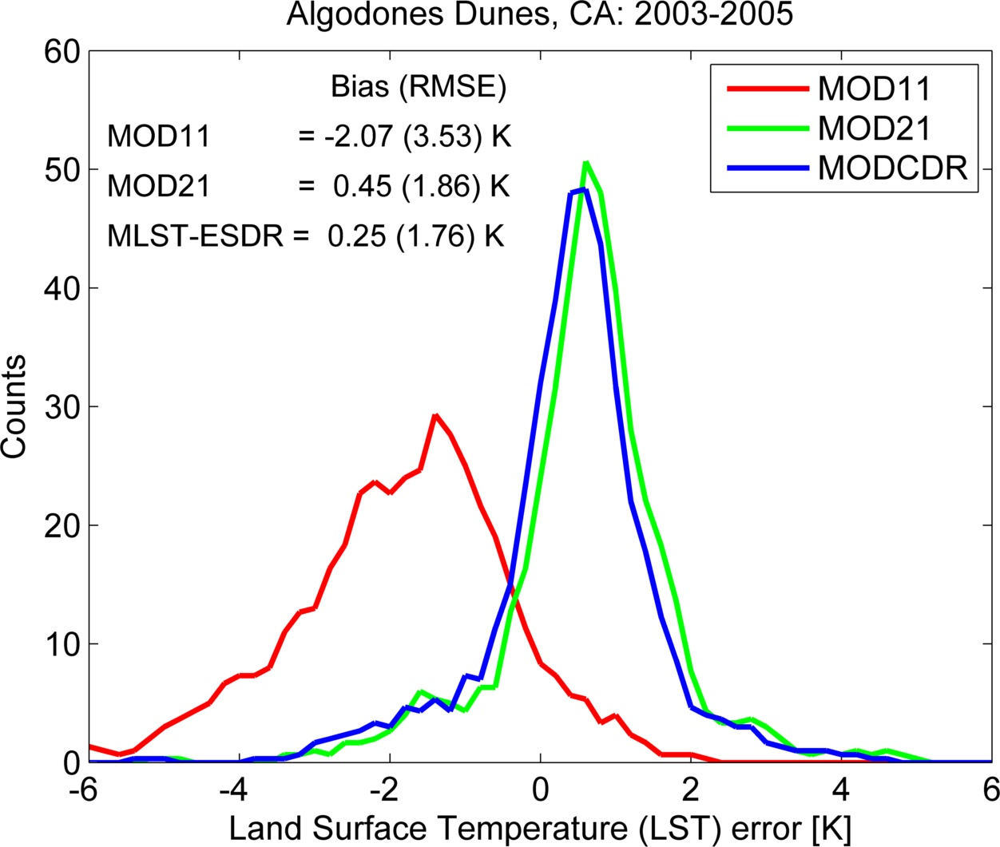 Algodones Dunes, CA: 2003-2005
60
50
40
30
20
10
0
Counts
Bias (RMSE)
MOD11 = -2.07 (3.53) K
MOD21 = 0.45 (1.86) K
MLST-ESDR = 0.25 (1.76) K
MOD11
MOD21
MODCDR
-6 -4 -2 0 2 4 6
Land Surface Temperature (LST) error [K]